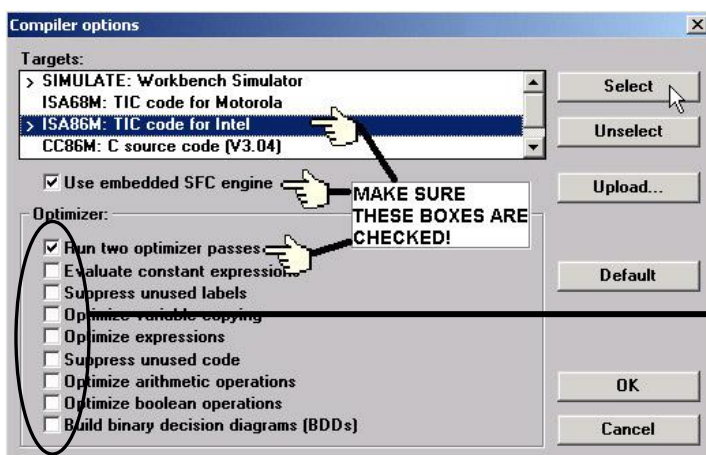 Compiler options
Targets:
> SIMULATE: Workbench Simulator
ISA68M: TIC code for Motorola
> ISA86M: TIC code for Intel
CC86M: C source code (V3.04)
Select
Unselect
Upload...
Use embedded SFC engine
MAKE SURE
THESE BOXES ARE
CHECKED!
Optimizer:
Run two optimizer passes
Evaluate constant expressions
Suppress unused labels
Optimize variable copying
Optimize expressions
Suppress unused code
Optimize arithmetic operations
Optimize boolean operations
Build binary decision diagrams (BDDs)
Default
OK
Cancel